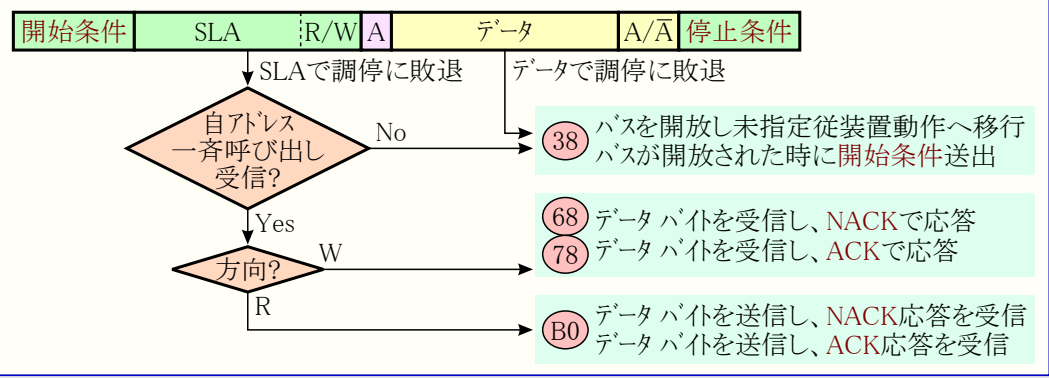 開始条件 SLA R/W A データ A/A̅ 停止条件
SLAで調停に敗退
データで調停に敗退
自アドレス
一斉呼び出し
受信?
No
38
バスを開放し未指定従装置動作へ移行
バスが開放された時に開始条件送出
Yes
方向?
W
68 データ バイトを受信し、NACKで応答
78 データ バイトを受信し、ACKで応答
R
B0
データ バイトを送信し、NACK応答を受信
データ バイトを送信し、ACK応答を受信